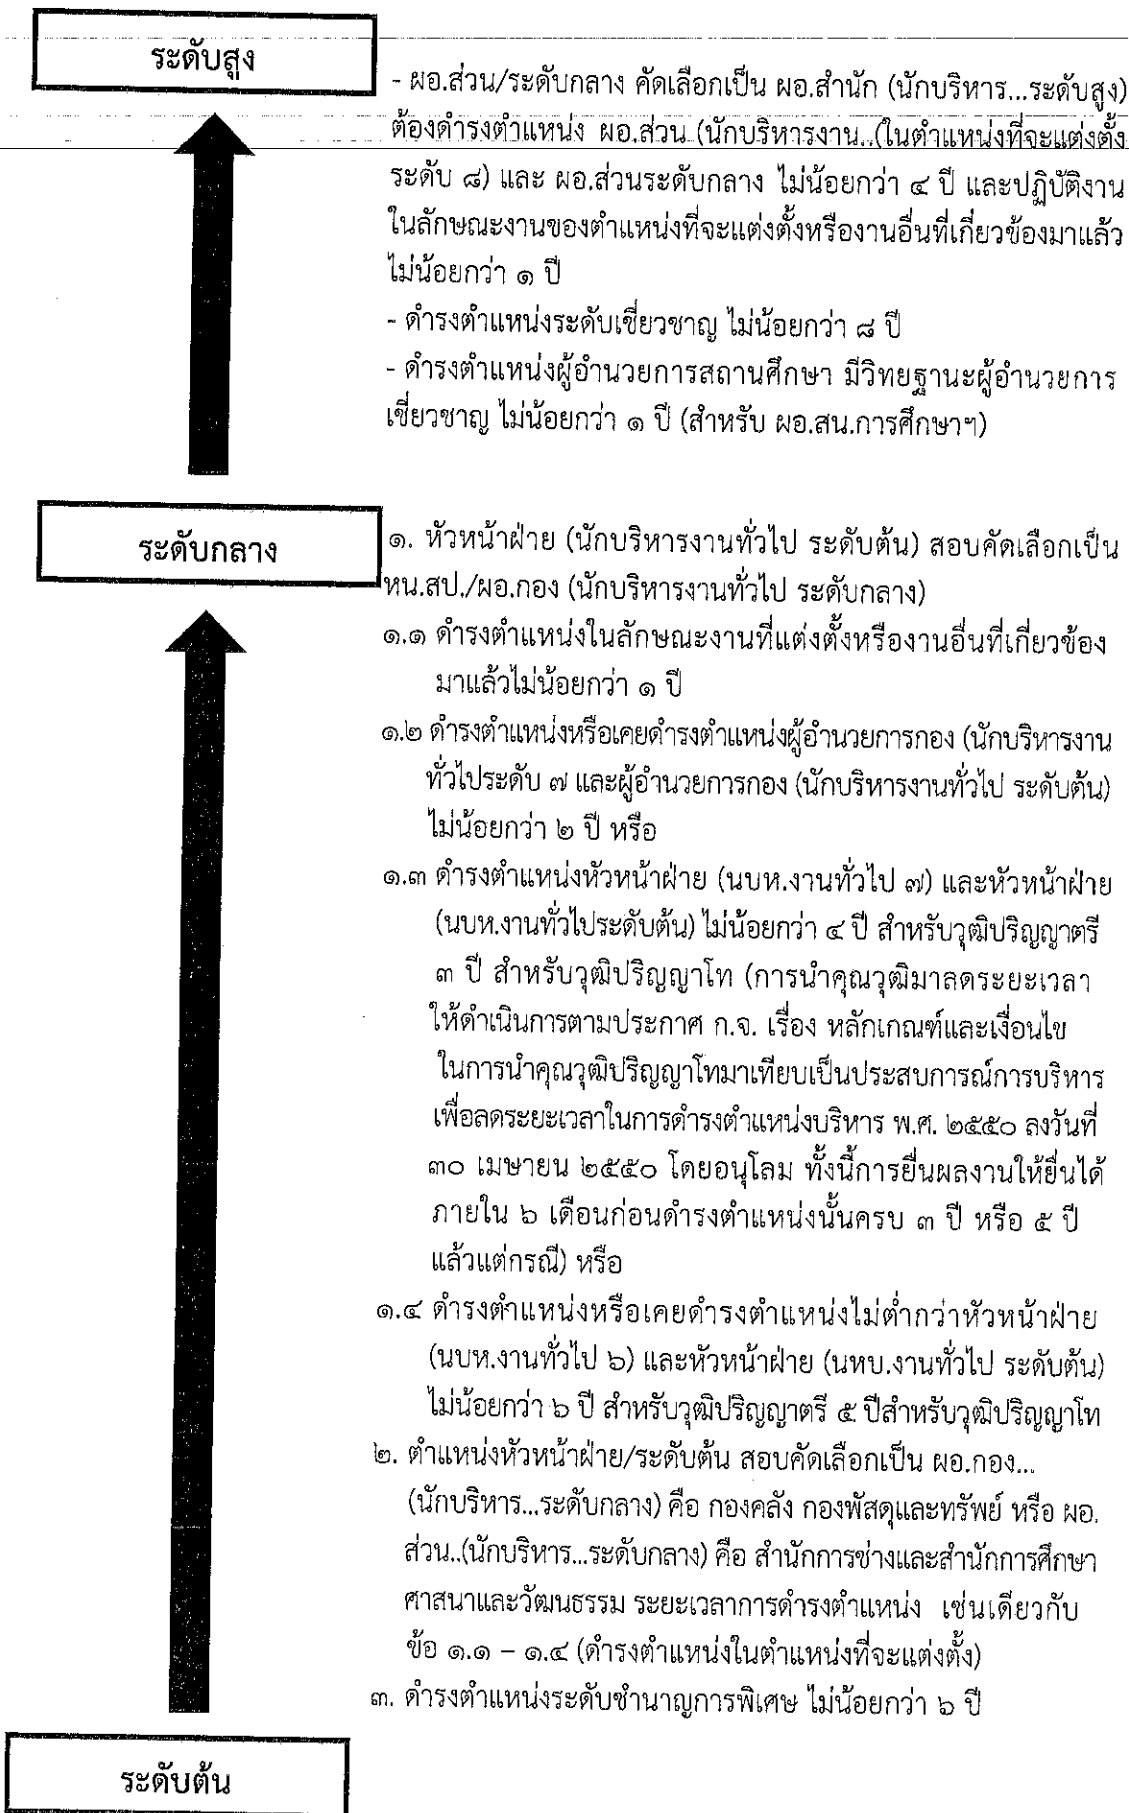 ระดับสูง
- ผอ.ส่วน/ระดับกลาง คัดเลือกเป็น ผอ.สำนัก (นักบริหาร...ระดับสูง)
ต้องดำรงตำแหน่ง ผอ.ส่วน (นักบริหารงาน..(ในตำแหน่งที่จะแต่งตั้ง
ระดับ ๘) และ ผอ.ส่วนระดับกลาง ไม่น้อยกว่า ๔ ปี และปฏิบัติงาน
ในลักษณะงานของตำแหน่งที่จะแต่งตั้งหรืองานอื่นที่เกี่ยวข้องมาแล้ว
ไม่น้อยกว่า ๑ ปี
- ดำรงตำแหน่งระดับเชี่ยวชาญ ไม่น้อยกว่า ๘ ปี
- ดำรงตำแหน่งผู้อำนวยการสถานศึกษา มีวิทยฐานะผู้อำนวยการ
เชี่ยวชาญ ไม่น้อยกว่า ๑ ปี (สำหรับ ผอ.สน.การศึกษาฯ)
ระดับกลาง
๑. หัวหน้าฝ่าย (นักบริหารงานทั่วไป ระดับต้น) สอบคัดเลือกเป็น
หน.สป./ผอ.กอง (นักบริหารงานทั่วไป ระดับกลาง)
๑.๑ ดำรงตำแหน่งในลักษณะงานที่แต่งตั้งหรืองานอื่นที่เกี่ยวข้อง
มาแล้วไม่น้อยกว่า ๑ ปี
๑.๒ ดำรงตำแหน่งหรือเคยดำรงตำแหน่งผู้อำนวยการกอง (นักบริหารงาน
ทั่วไประดับ ๗ และผู้อำนวยการกอง (นักบริหารงานทั่วไป ระดับต้น)
ไม่น้อยกว่า ๒ ปี หรือ
๑.๓ ดำรงตำแหน่งหัวหน้าฝ่าย (นบห.งานทั่วไป ๗) และหัวหน้าฝ่าย
(นบห.งานทั่วไประดับต้น) ไม่น้อยกว่า ๔ ปี สำหรับวุฒิปริญญาตรี
๓ ปี สำหรับวุฒิปริญญาโท (การนำคุณวุฒิมาลดระยะเวลา
ให้ดำเนินการตามประกาศ ก.จ. เรื่อง หลักเกณฑ์และเงื่อนไข
ในการนำคุณวุฒิปริญญาโทมาเทียบเป็นประสบการณ์การบริหาร
เพื่อลดระยะเวลาในการดำรงตำแหน่งบริหาร พ.ศ. ๒๕๕๐ ลงวันที่
๓๐ เมษายน ๒๕๕๐ โดยอนุโลม ทั้งนี้การยื่นผลงานให้ยื่นได้
ภายใน ๖ เดือนก่อนดำรงตำแหน่งนั้นครบ ๓ ปี หรือ ๕ ปี
แล้วแต่กรณี) หรือ
๑.๔ ดำรงตำแหน่งหรือเคยดำรงตำแหน่งไม่ต่ำกว่าหัวหน้าฝ่าย
(นบห.งานทั่วไป ๖) และหัวหน้าฝ่าย (นหบ.งานทั่วไป ระดับต้น)
ไม่น้อยกว่า ๖ ปี สำหรับวุฒิปริญญาตรี ๕ ปีสำหรับวุฒิปริญญาโท
๒. ตำแหน่งหัวหน้าฝ่าย/ระดับต้น สอบคัดเลือกเป็น ผอ.กอง...
(นักบริหาร...ระดับกลาง) คือ กองคลัง กองพัสดุและทรัพย์ หรือ ผอ.
ส่วน..(นักบริหาร...ระดับกลาง) คือ สำนักการช่างและสำนักการศึกษา
ศาสนาและวัฒนธรรม ระยะเวลาการดำรงตำแหน่ง เช่นเดียวกับ
ข้อ ๑.๑ – ๑.๔ (ดำรงตำแหน่งในตำแหน่งที่จะแต่งตั้ง)
๓. ดำรงตำแหน่งระดับชำนาญการพิเศษ ไม่น้อยกว่า ๖ ปี
ระดับต้น